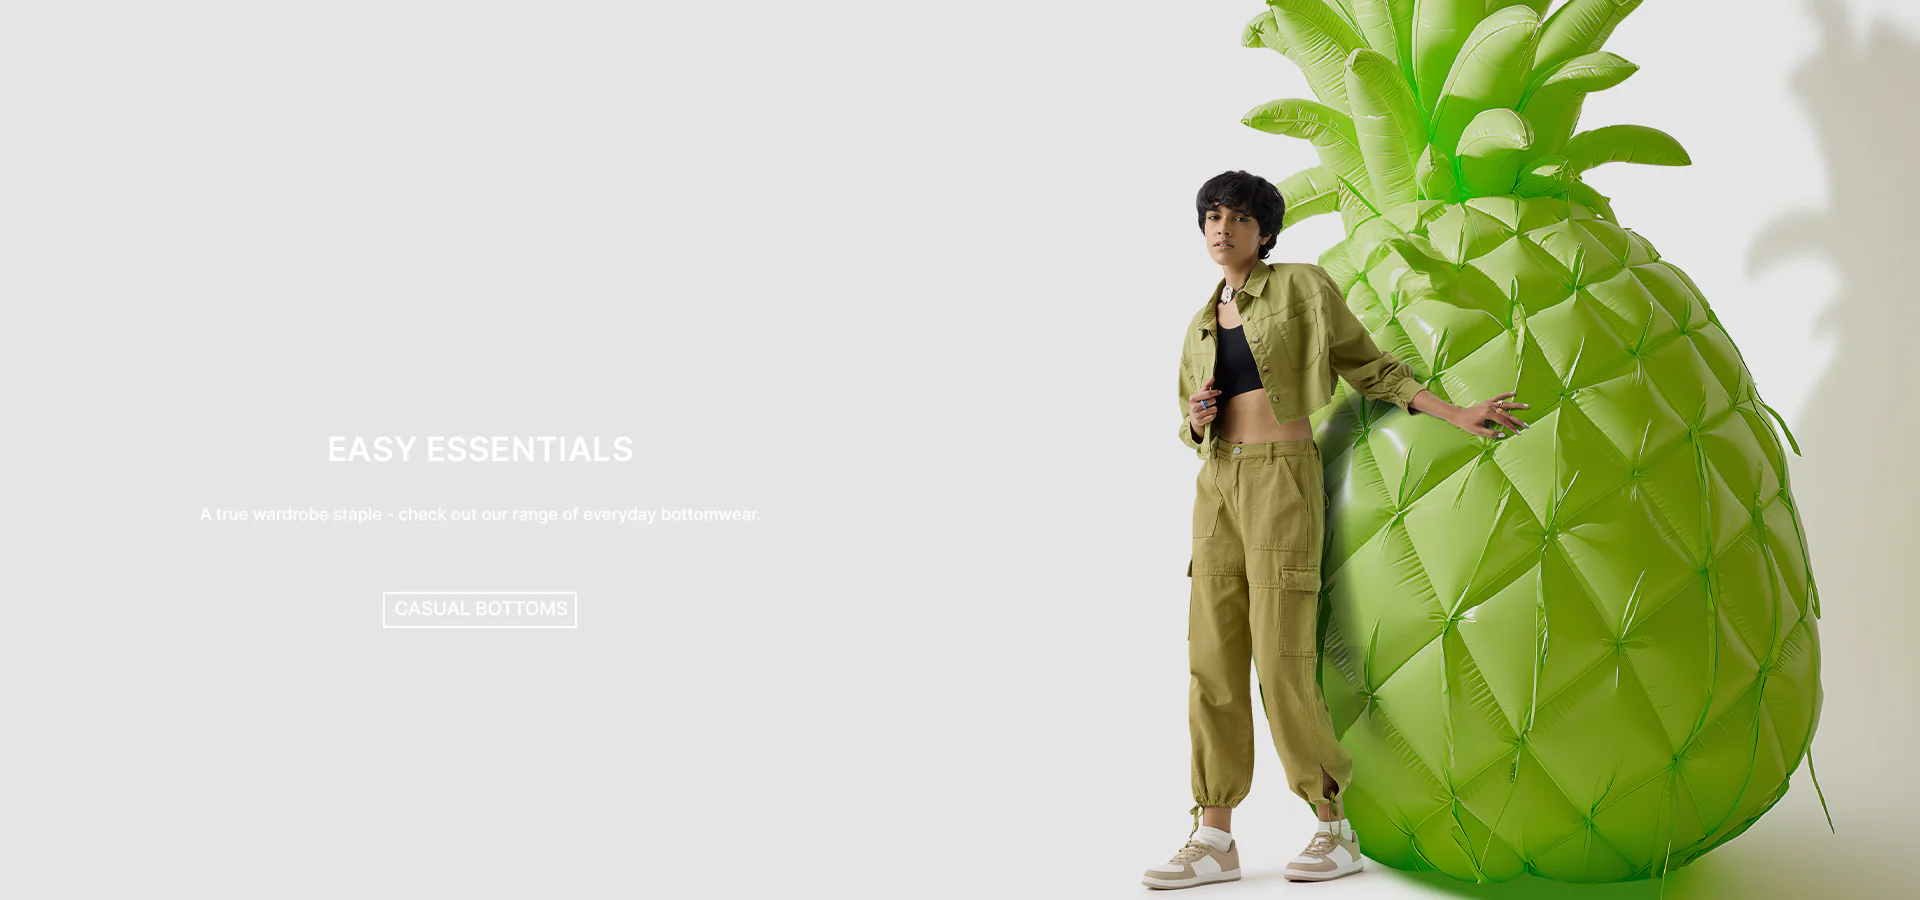 EASY ESSENTIALS
A true wardrobe staple - check out our range of everyday bottomwear.
CASUAL BOTTOMS